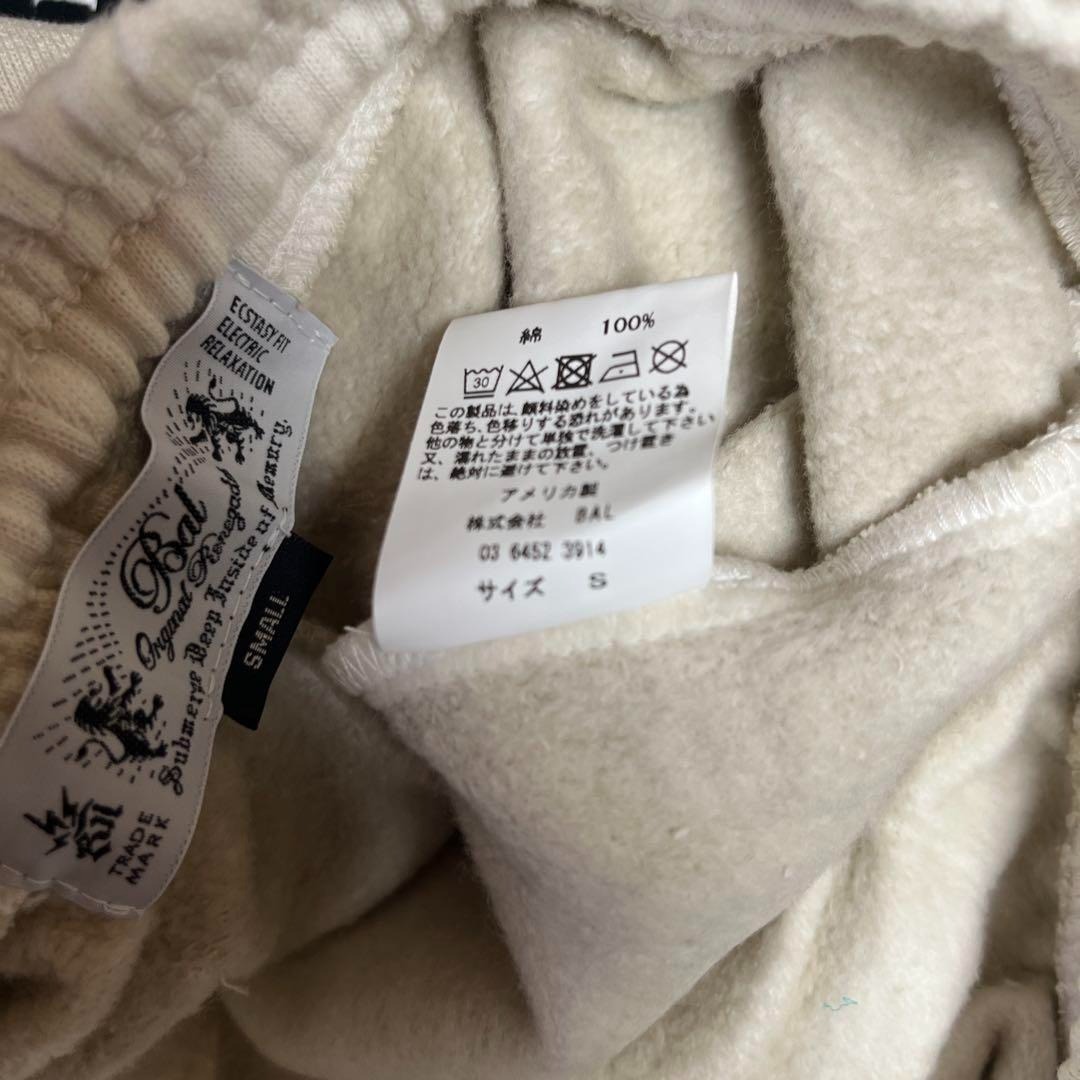 ECSTASY FIT
ELECTRIC
RELAXATION
Bal
Original Renegade
Submerge Deep Inside of Memory.
Bal
TRADE
MARK
SMALL
綿 100%
30
この製品は、顔料染めをしている為
色落ち、色移りする恐れがあります。
他の物と分けて単独で洗濯して下さい
又、濡れたままの放置、つけ置き
は、絶対に避けて下さい。
アメリカ製
株式会社 BAL
03 6452 3914
サイズ S